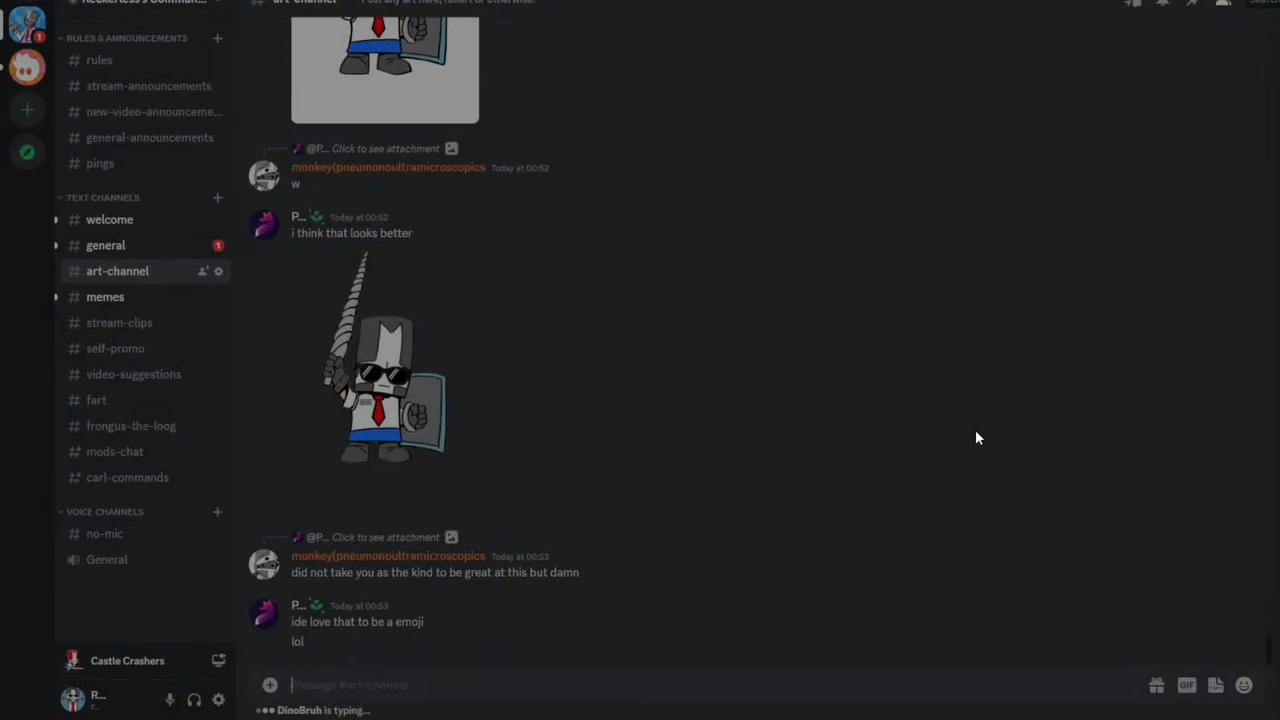 RULES & ANNOUNCEMENTS
rules
stream-announcements
new-video-announceme...
general-announcements
pings
TEXT CHANNELS
welcome
general
1
art-channel
memes
stream-clips
self-promo
video-suggestions
fart
frongus-the-loog
mods-chat
carl-commands
VOICE CHANNELS
no-mic
General
Castle Crashers
R...
1
@P... Click to see attachment
monkey(pneumonoultramicroscopics Today at 00:52
w
P... Today at 00:52
i think that looks better
@P... Click to see attachment
monkey(pneumonoultramicroscopics Today at 00:53
did not take you as the kind to be great at this but damn
P... Today at 00:53
ide love that to be a emoji
lol
Message #art-channel
GIF
DinoBruh is typing...